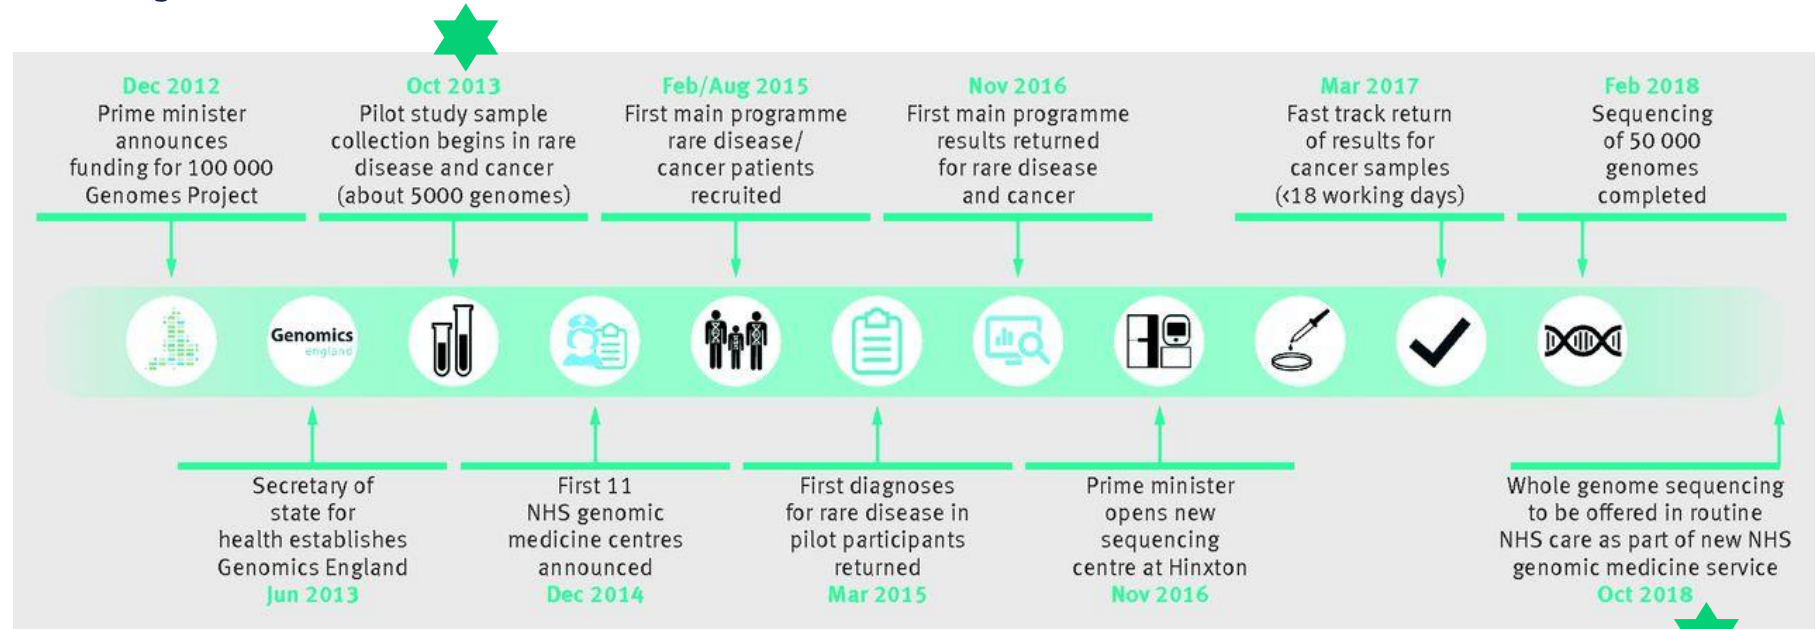 Dec 2012
Prime minister
announces
funding for 100 000
Genomes Project
Oct 2013
Pilot study sample
collection begins in rare
disease and cancer
(about 5000 genomes)
Feb/Aug 2015
First main programme
rare disease/
cancer patients
recruited
Nov 2016
First main programme
results returned
for rare disease
and cancer
Mar 2017
Fast track return
of results for
cancer samples
(<18 working days)
Feb 2018
Sequencing
of 50 000
genomes
completed
Genomics
england
Secretary of
state for
health establishes
Genomics England
Jun 2013
First 11
NHS genomic
medicine centres
announced
Dec 2014
First diagnoses
for rare disease in
pilot participants
returned
Mar 2015
Prime minister
opens new
sequencing
centre at Hinxton
Nov 2016
Whole genome sequencing
to be offered in routine
NHS care as part of new NHS
genomic medicine service
Oct 2018